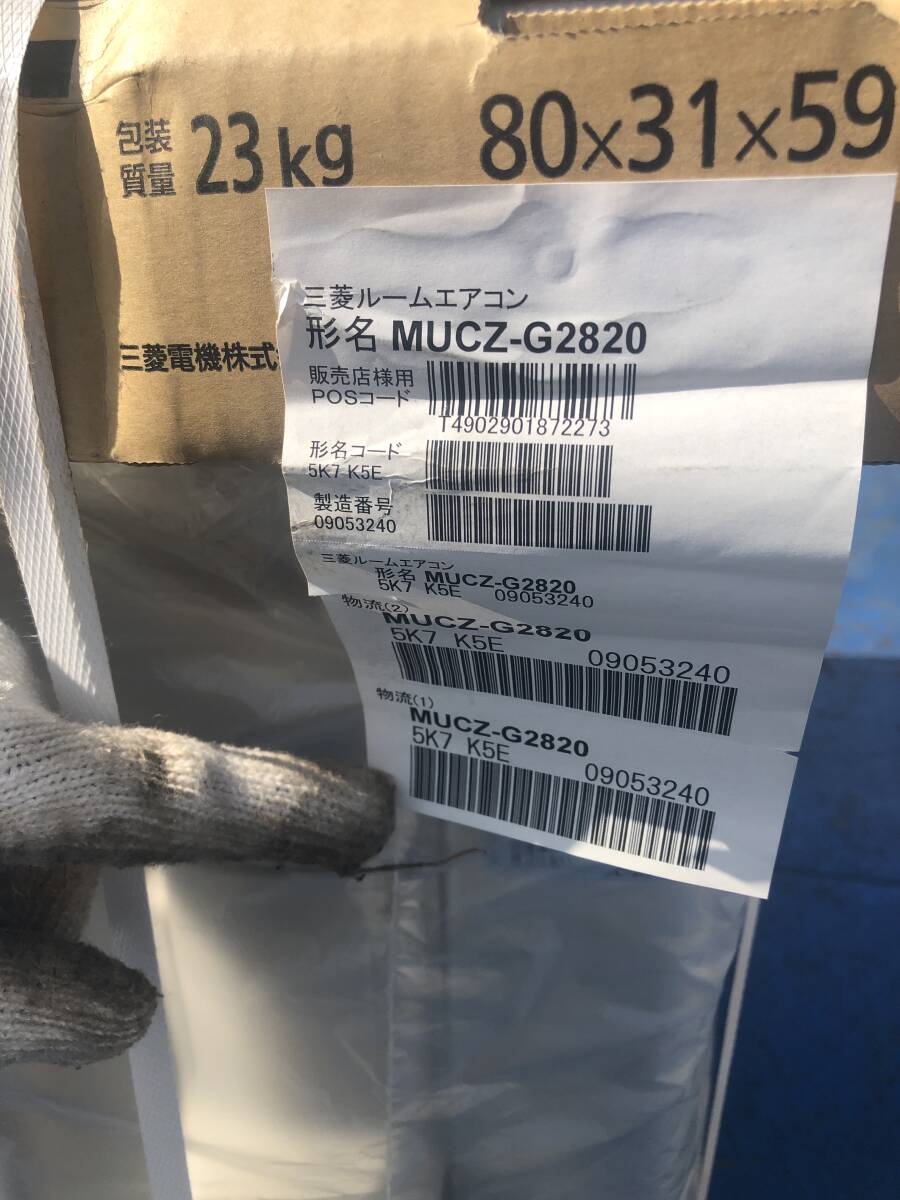 包装
質量 23kg
80×31×59
三菱電機株式
三菱ルームエアコン
形名 MUCZ-G2820
販売店様用
POSコード
T4902901872273
形名コード
5K7 K5E
製造番号
09053240
三菱ルームエアコン
形名 MUCZ-G2820
5K7 K5E 09053240
物流(2)
MUCZ-G2820
5K7 K5E
09053240
物流(1)
MUCZ-G2820
5K7 K5E
09053240